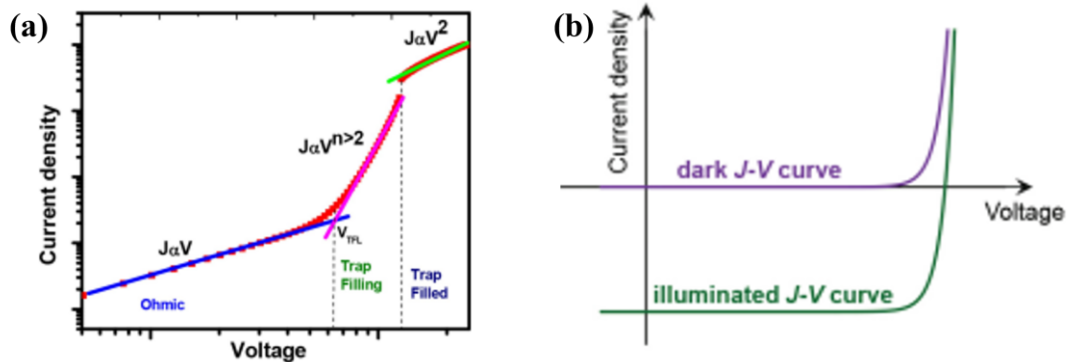 (a)
Current density
JαV²
JαVⁿ>²
JαV
V_TFL
Trap
Filling
Trap
Filled
Ohmic
Voltage
(b)
Current density
dark J-V curve
Voltage
illuminated J-V curve